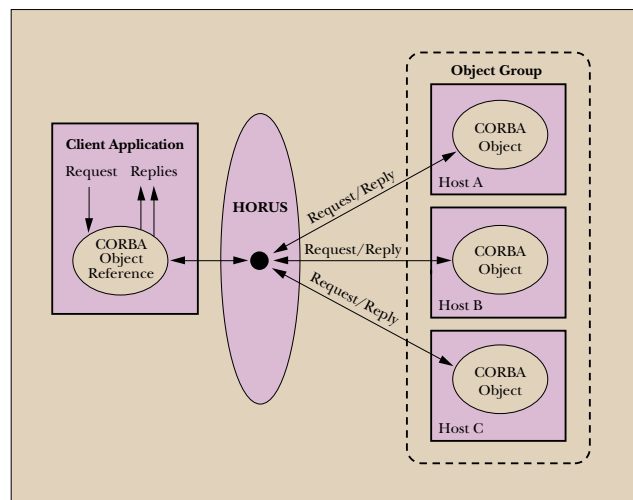 Client Application
Request Replies
CORBA
Object
Reference
HORUS
Request/Reply
Request/Reply
Request/Reply
Object Group
CORBA
Object
Host A
CORBA
Object
Host B
CORBA
Object
Host C